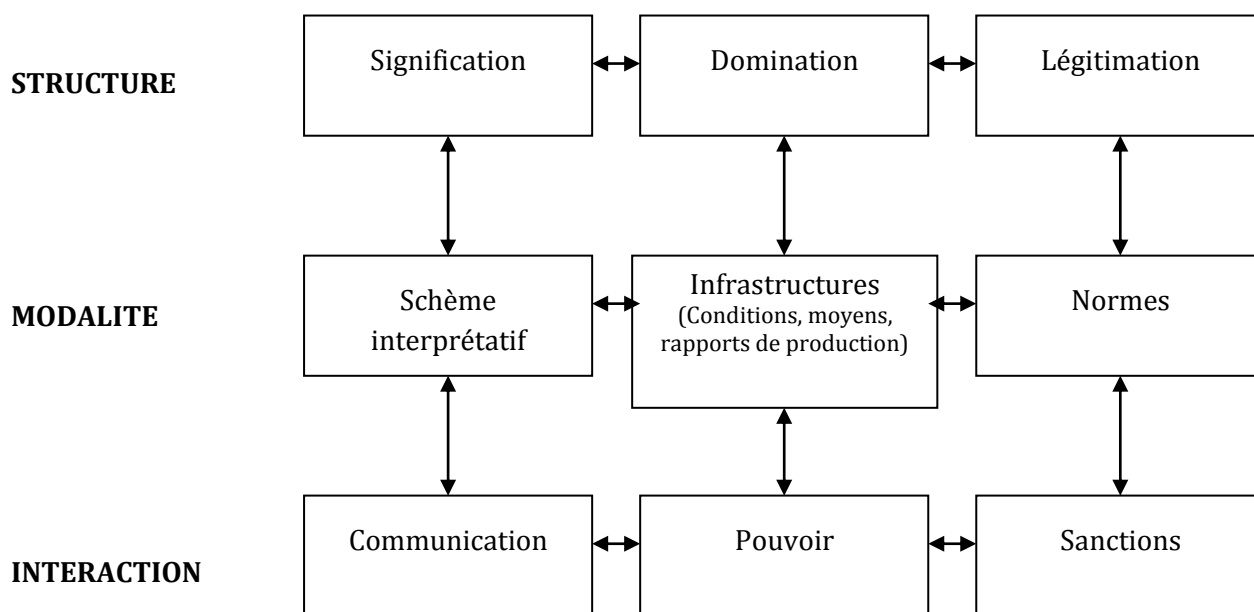 Signification
Domination
Légitimation
STRUCTURE
Schème
interprétatif
Infrastructures
(Conditions, moyens,
rapports de production)
Normes
MODALITE
Communication
Pouvoir
Sanctions
INTERACTION